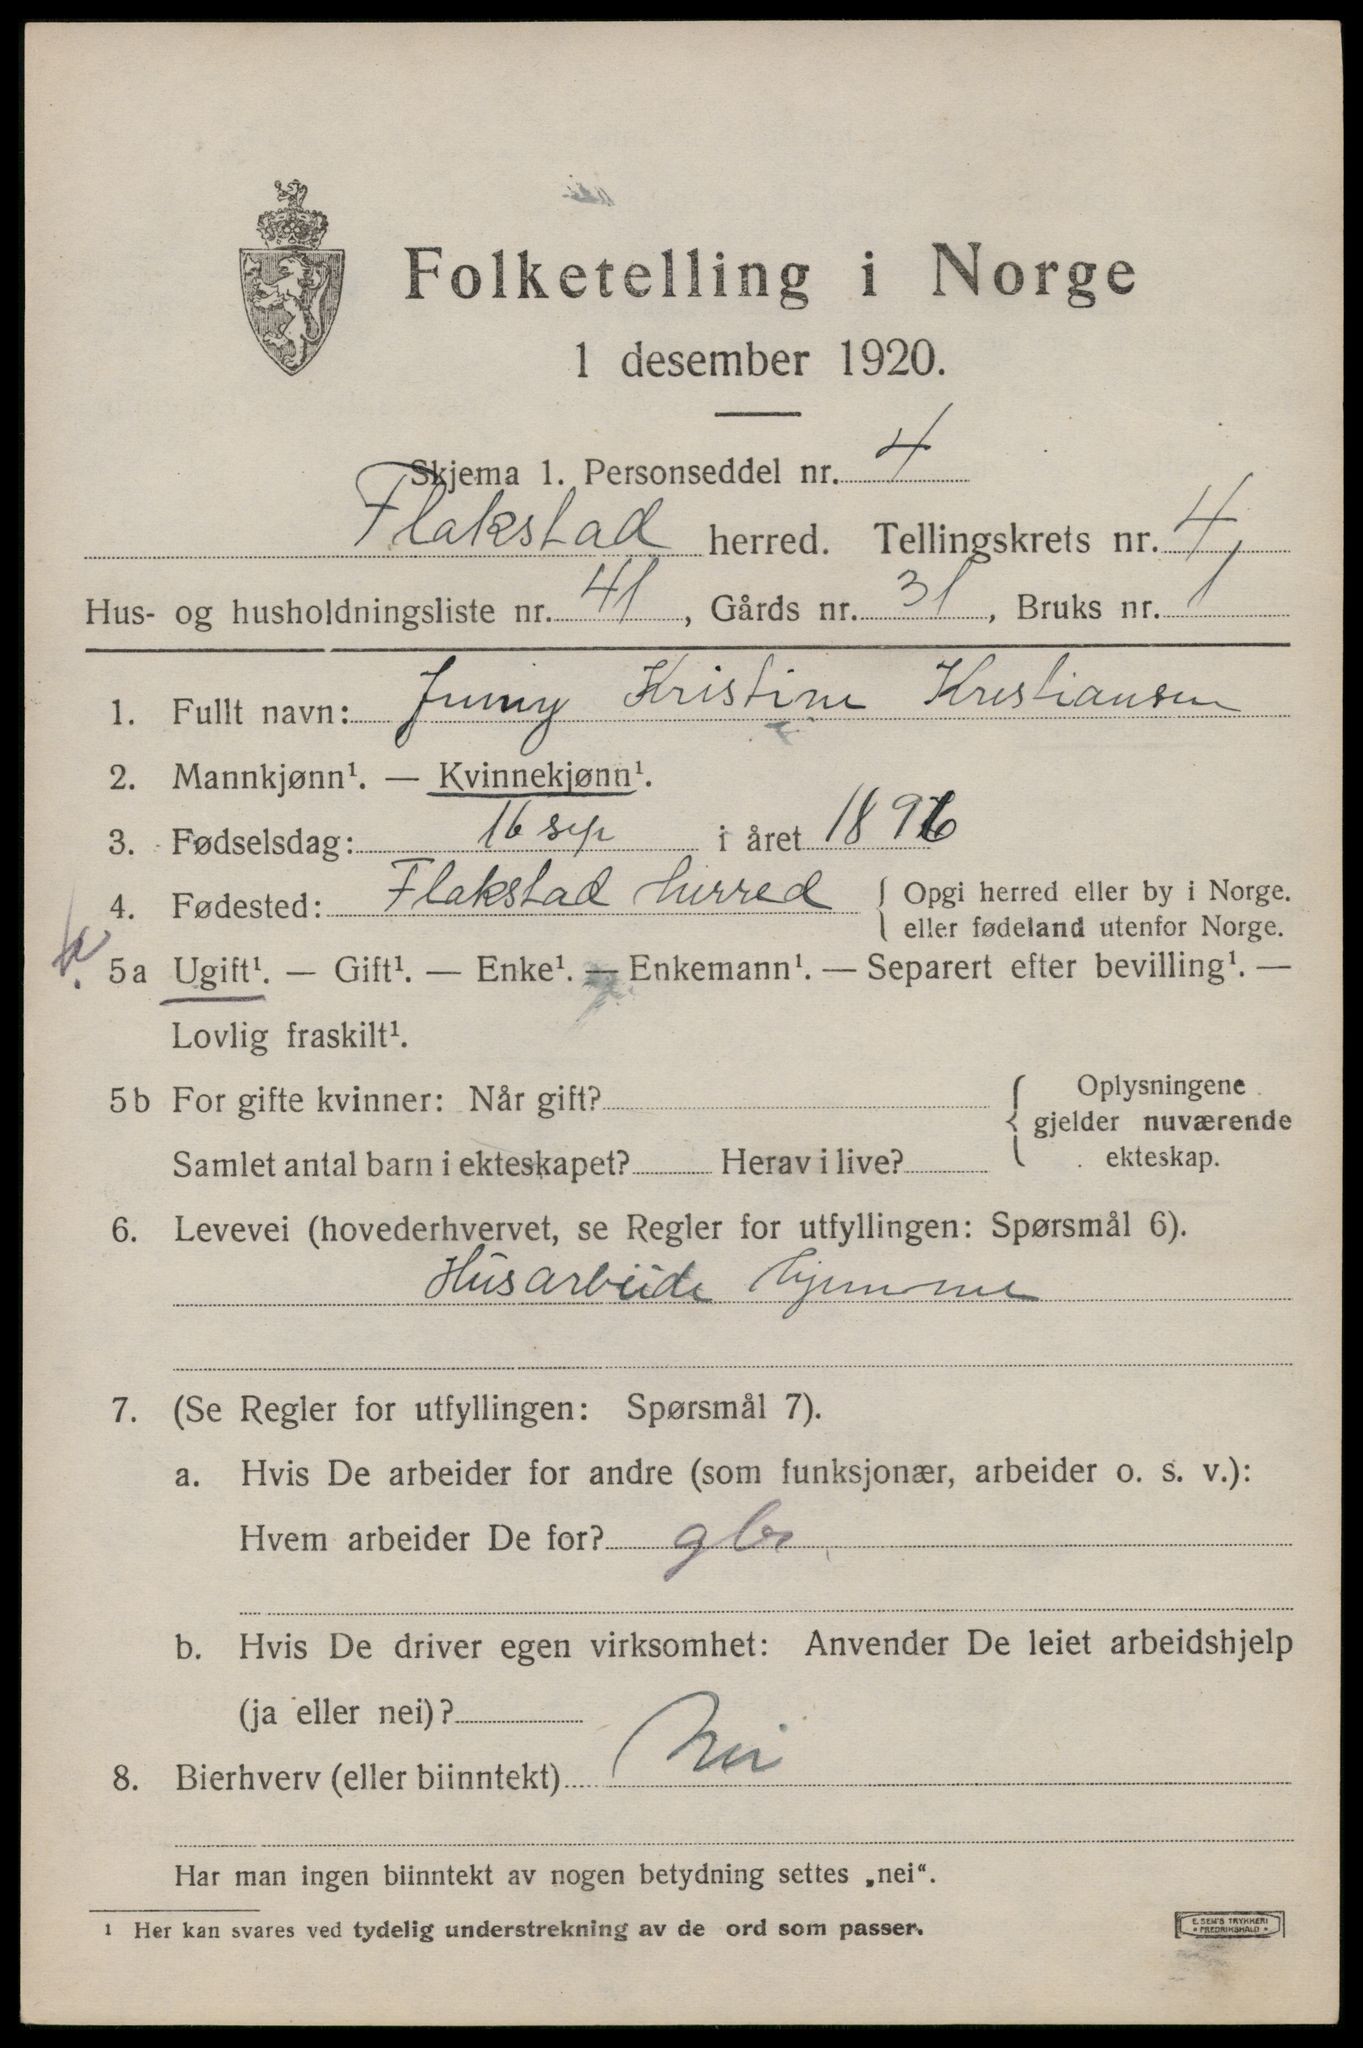 Folketelling i Norge
1 desember 1920.
Skjema 1. Personseddel nr. 4
Flakstad herred. Tellingskrets nr. 4,
Hus- og husholdningsliste nr. 41, Gårds nr. 31, Bruks nr. 1
1. Fullt navn: Jenny Kristine Kristiansen
2. Mannkjønn¹. — Kvinnekjønn¹.
3. Fødselsdag: 16 sep i året 1896
4. Fødested: Flakstad herred { Opgi herred eller by i Norge.
eller fødeland utenfor Norge.
5a Ugift¹. — Gift¹. — Enke¹. — Enkemann¹. — Separert efter bevilling¹. —
Lovlig fraskilt¹.
5b For gifte kvinner: Når gift? { Oplysningene
gjelder nuværende
Samlet antal barn i ekteskapet? Herav i live? ekteskap.
6. Levevei (hovederhvervet, se Regler for utfyllingen: Spørsmål 6).
Husarbeide hjemme
7. (Se Regler for utfyllingen: Spørsmål 7).
a. Hvis De arbeider for andre (som funksjonær, arbeider o. s. v.):
Hvem arbeider De for? gbr
b. Hvis De driver egen virksomhet: Anvender De leiet arbeidshjelp
(ja eller nei)?
8. Bierhverv (eller biinntekt) Nei
Har man ingen biinntekt av nogen betydning settes „nei“.
¹ Her kan svares ved tydelig understrekning av de ord som passer.
E. SEM'S TRYKKERI
• FREDRIKSHALD •